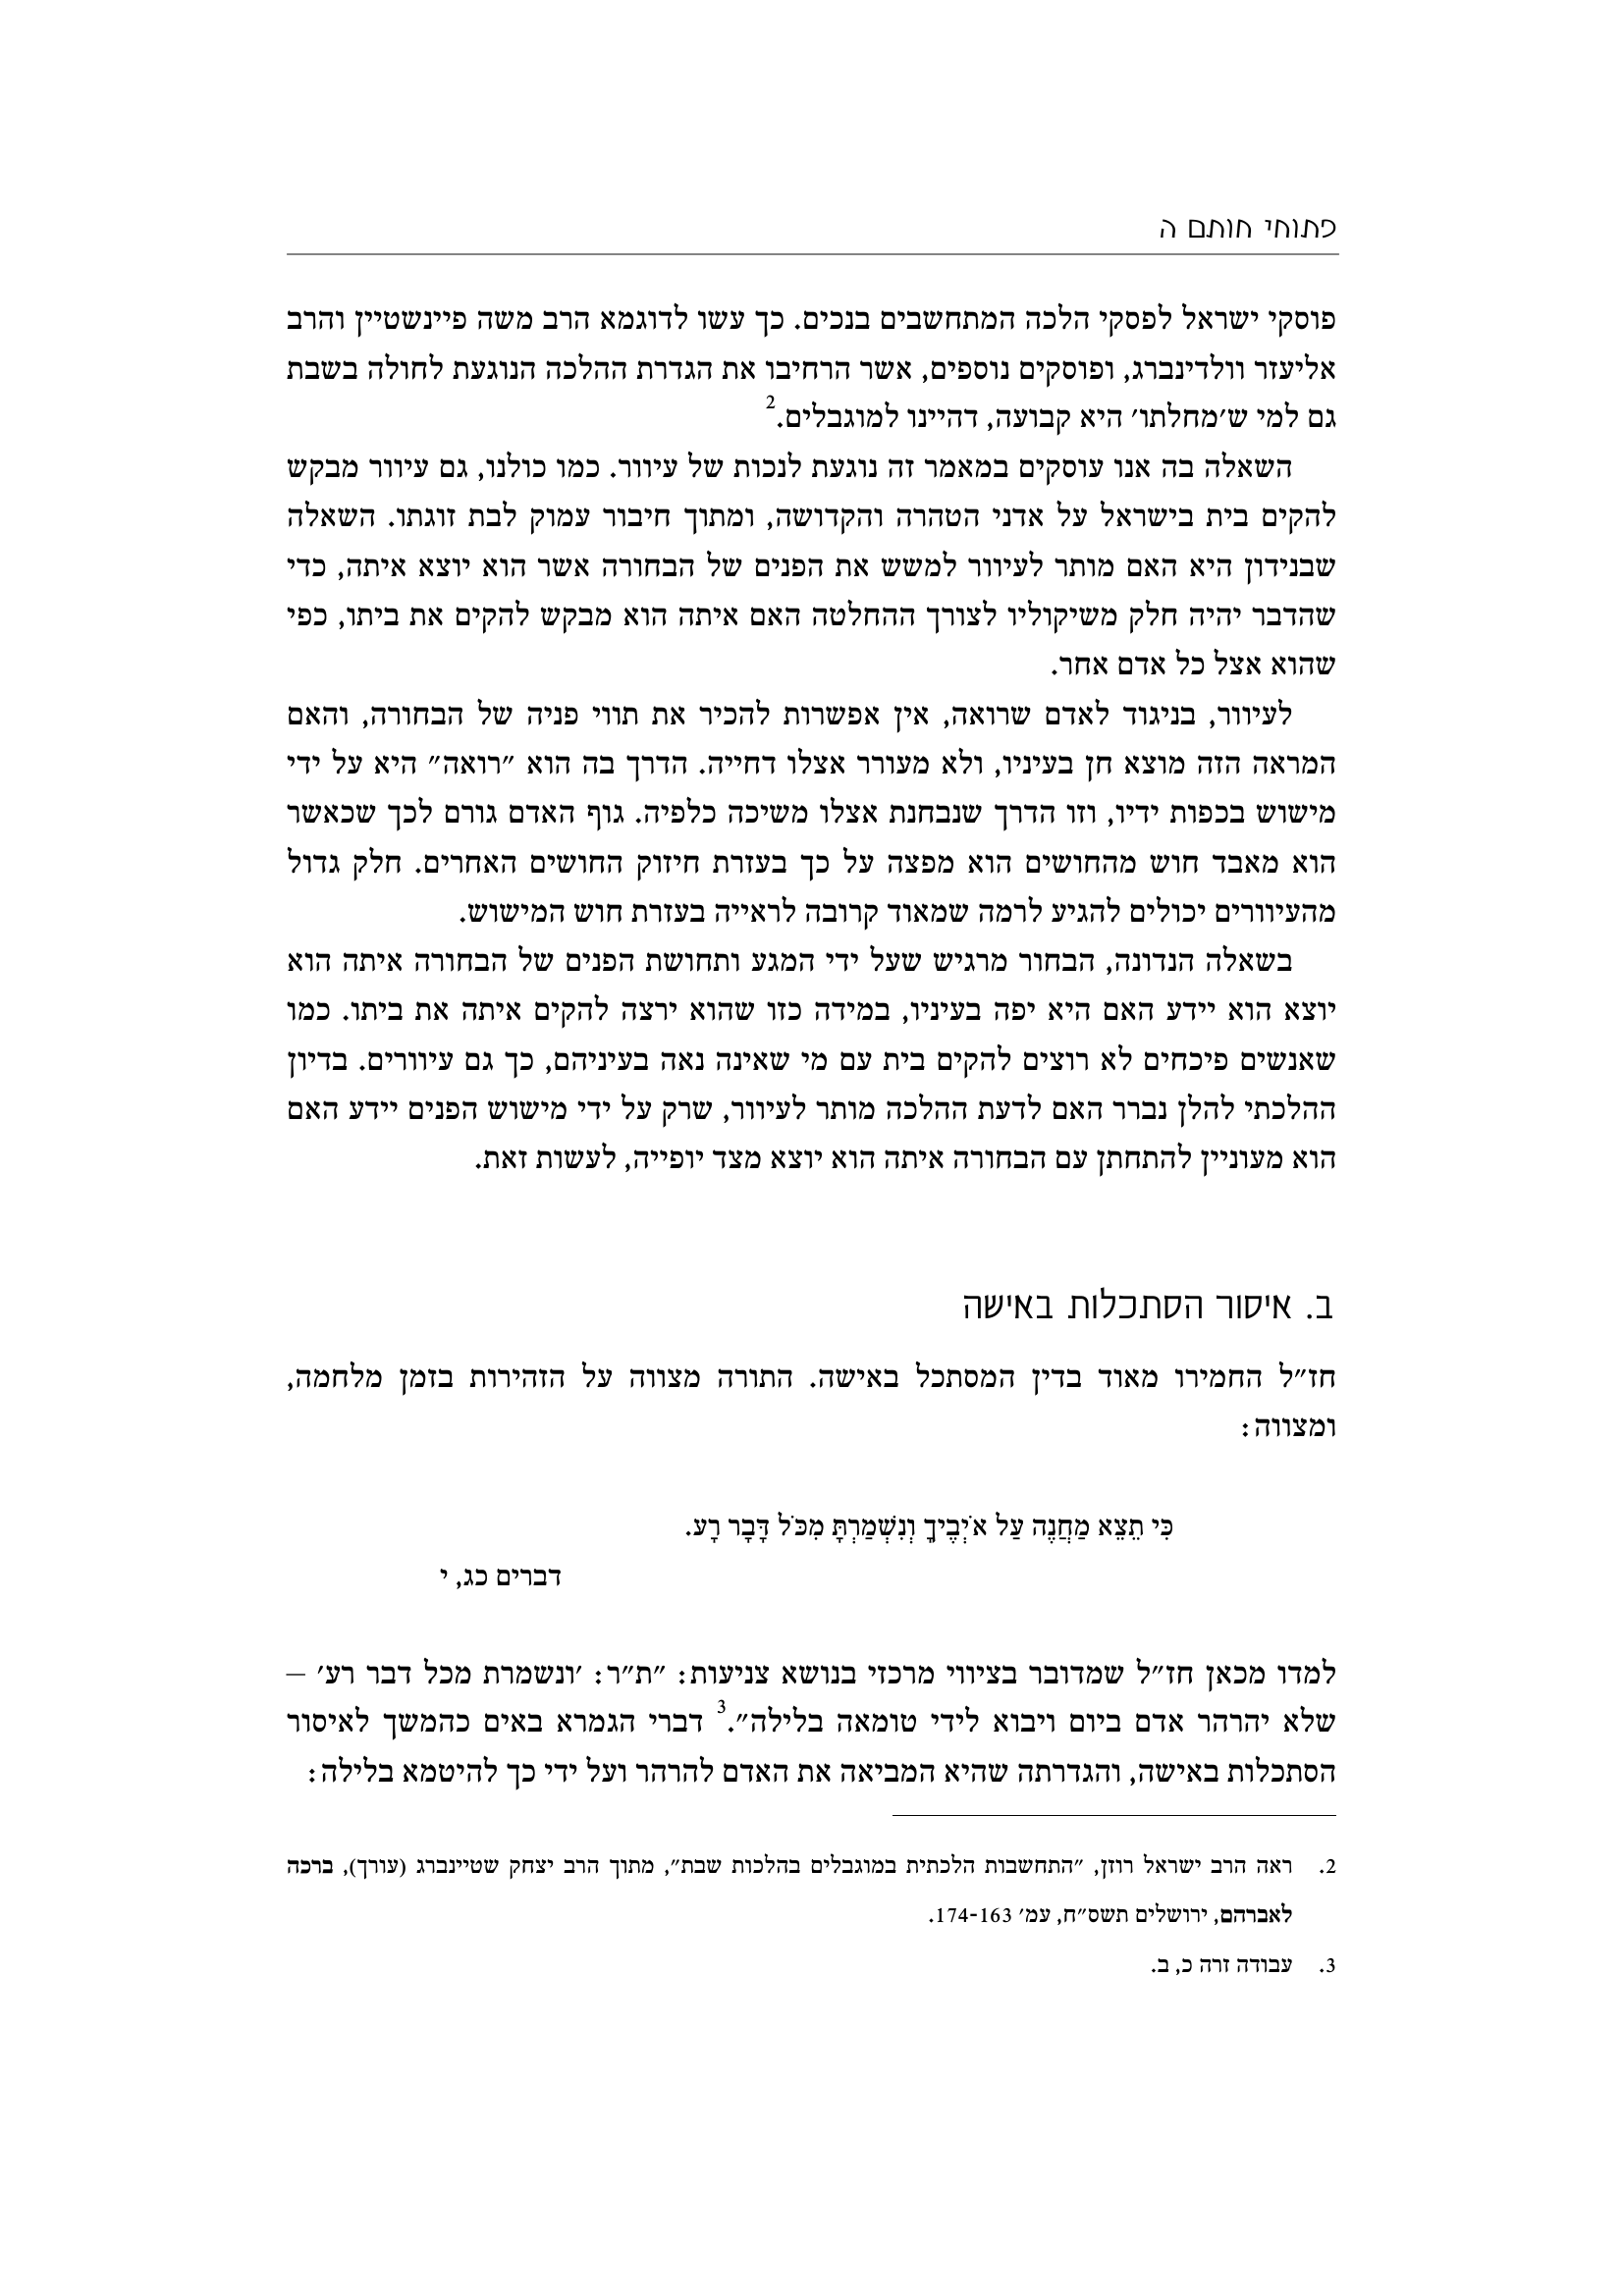 פתוחי חותם ה
פוסקי ישראל לפסקי הלכה המתחשבים בנכים. כך עשו לדוגמא הרב משה פיינשטיין והרב
אליעזר וולדינברג, ופוסקים נוספים, אשר הרחיבו את הגדרת ההלכה הנוגעת לחולה בשבת
גם למי ש׳מחלתו׳ היא קבועה, דהיינו למוגבלים.2
השאלה בה אנו עוסקים במאמר זה נוגעת לנכות של עיוור. כמו כולנו, גם עיוור מבקש
להקים בית בישראל על אדני הטהרה והקדושה, ומתוך חיבור עמוק לבת זוגתו. השאלה
שבנידון היא האם מותר לעיוור למשש את הפנים של הבחורה אשר הוא יוצא איתה, כדי
שהדבר יהיה חלק משיקוליו לצורך ההחלטה האם איתה הוא מבקש להקים את ביתו, כפי
שהוא אצל כל אדם אחר.
לעיוור, בניגוד לאדם שרואה, אין אפשרות להכיר את תווי פניה של הבחורה, והאם
המראה הזה מוצא חן בעיניו, ולא מעורר אצלו דחייה. הדרך בה הוא ״רואה״ היא על ידי
מישוש בכפות ידיו, וזו הדרך שנבחנת אצלו משיכה כלפיה. גוף האדם גורם לכך שכאשר
הוא מאבד חוש מהחושים הוא מפצה על כך בעזרת חיזוק החושים האחרים. חלק גדול
מהעיוורים יכולים להגיע לרמה שמאוד קרובה לראייה בעזרת חוש המישוש.
בשאלה הנדונה, הבחור מרגיש שעל ידי המגע ותחושת הפנים של הבחורה איתה הוא
יוצא הוא יידע האם היא יפה בעיניו, במידה כזו שהוא ירצה להקים איתה את ביתו. כמו
שאנשים פיכחים לא רוצים להקים בית עם מי שאינה נאה בעיניהם, כך גם עיוורים. בדיון
ההלכתי להלן נברר האם לדעת ההלכה מותר לעיוור, שרק על ידי מישוש הפנים יידע האם
הוא מעוניין להתחתן עם הבחורה איתה הוא יוצא מצד יופייה, לעשות זאת.
ב. איסור הסתכלות באישה
חז״ל החמירו מאוד בדין המסתכל באישה. התורה מצווה על הזהירות בזמן מלחמה,
ומצווה:
כִּי תֵצֵא מַחֲנֶה עַל אֹיְבֶיךָ וְנִשְׁמַרְתָּ מִכֹּל דָּבָר רָע.
דברים כג, י
למדו מכאן חז״ל שמדובר בציווי מרכזי בנושא צניעות: ״ת״ר: ׳ונשמרת מכל דבר רע׳ –
שלא יהרהר אדם ביום ויבוא לידי טומאה בלילה״.3 דברי הגמרא באים כהמשך לאיסור
הסתכלות באישה, והגדרתה שהיא המביאה את האדם להרהר ועל ידי כך להיטמא בלילה:
2. ראה הרב ישראל רוזן, ״התחשבות הלכתית במוגבלים בהלכות שבת״, מתוך הרב יצחק שטיינברג (עורך), ברכה
לאברהם, ירושלים תשס״ח, עמ׳ 174-163.
3. עבודה זרה כ, ב.